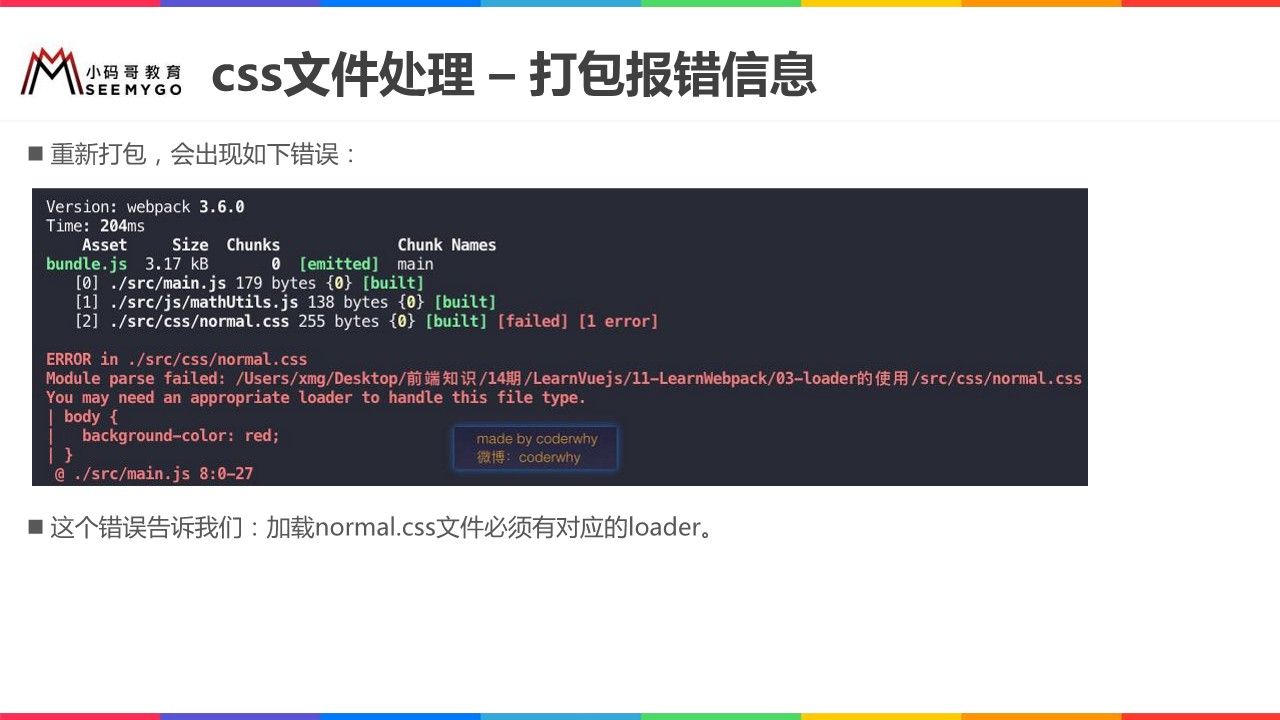 小码哥教育
SEEMYGO
css文件处理 – 打包报错信息
■ 重新打包，会出现如下错误：
Version: webpack 3.6.0
Time: 204ms
Asset Size Chunks Chunk Names
bundle.js 3.17 kB 0 [emitted] main
[0] ./src/main.js 179 bytes {0} [built]
[1] ./src/js/mathUtils.js 138 bytes {0} [built]
[2] ./src/css/normal.css 255 bytes {0} [built] [failed] [1 error]
ERROR in ./src/css/normal.css
Module parse failed: /Users/xmg/Desktop/前端知识/14期/LearnVuejs/11-LearnWebpack/03-loader的使用/src/css/normal.css
You may need an appropriate loader to handle this file type.
| body {
|   background-color: red;
| }
@ ./src/main.js 8:0-27
made by coderwhy
微博：coderwhy
■ 这个错误告诉我们：加载normal.css文件必须有对应的loader。